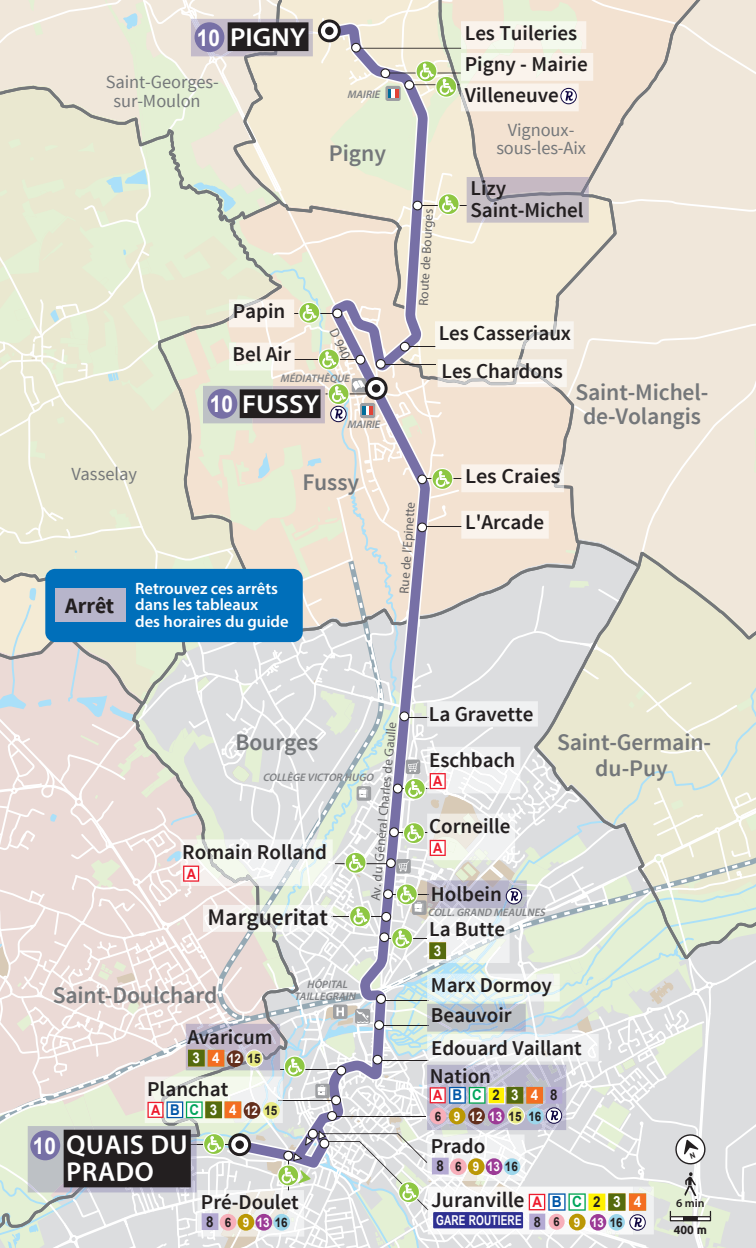 10 PIGNY
Les Tuileries
Pigny - Mairie
MAIRIE
Villeneuve R
Saint-Georges-
sur-Moulon
Vignoux-
sous-les-Aix
Pigny
Lizy
Saint-Michel
Route de Bourges
Papin
D 940
Les Casseriaux
Bel Air
Les Chardons
MÉDIATHÈQUE
10 FUSSY
R
MAIRIE
Saint-Michel-
de-Volangis
Vasselay
Fussy
Les Craies
L'Arcade
Rue de l'Epinette
Arrêt
Retrouvez ces arrêts
dans les tableaux
des horaires du guide
La Gravette
Bourges
Saint-Germain-
du-Puy
Av. du Général Charles de Gaulle
COLLÈGE VICTOR HUGO
Eschbach
A
Corneille
A
Romain Rolland
A
Holbein R
COLL. GRAND MEAULNES
Margueritat
La Butte
3
Saint-Doulchard
HÔPITAL
TAILLEGRAIN
H
Marx Dormoy
Beauvoir
Avaricum
3 4 12 15
Edouard Vaillant
Planchat
A B C 3 4 12 15
Nation
A B C 2 3 4 8
6 9 12 13 15 16 R
10 QUAIS DU
PRADO
Prado
8 6 9 13 16
Pré-Doulet
8 6 9 13 16
Juranville A B C 2 3 4
GARE ROUTIERE 8 6 9 13 16 R
N
6 min
400 m